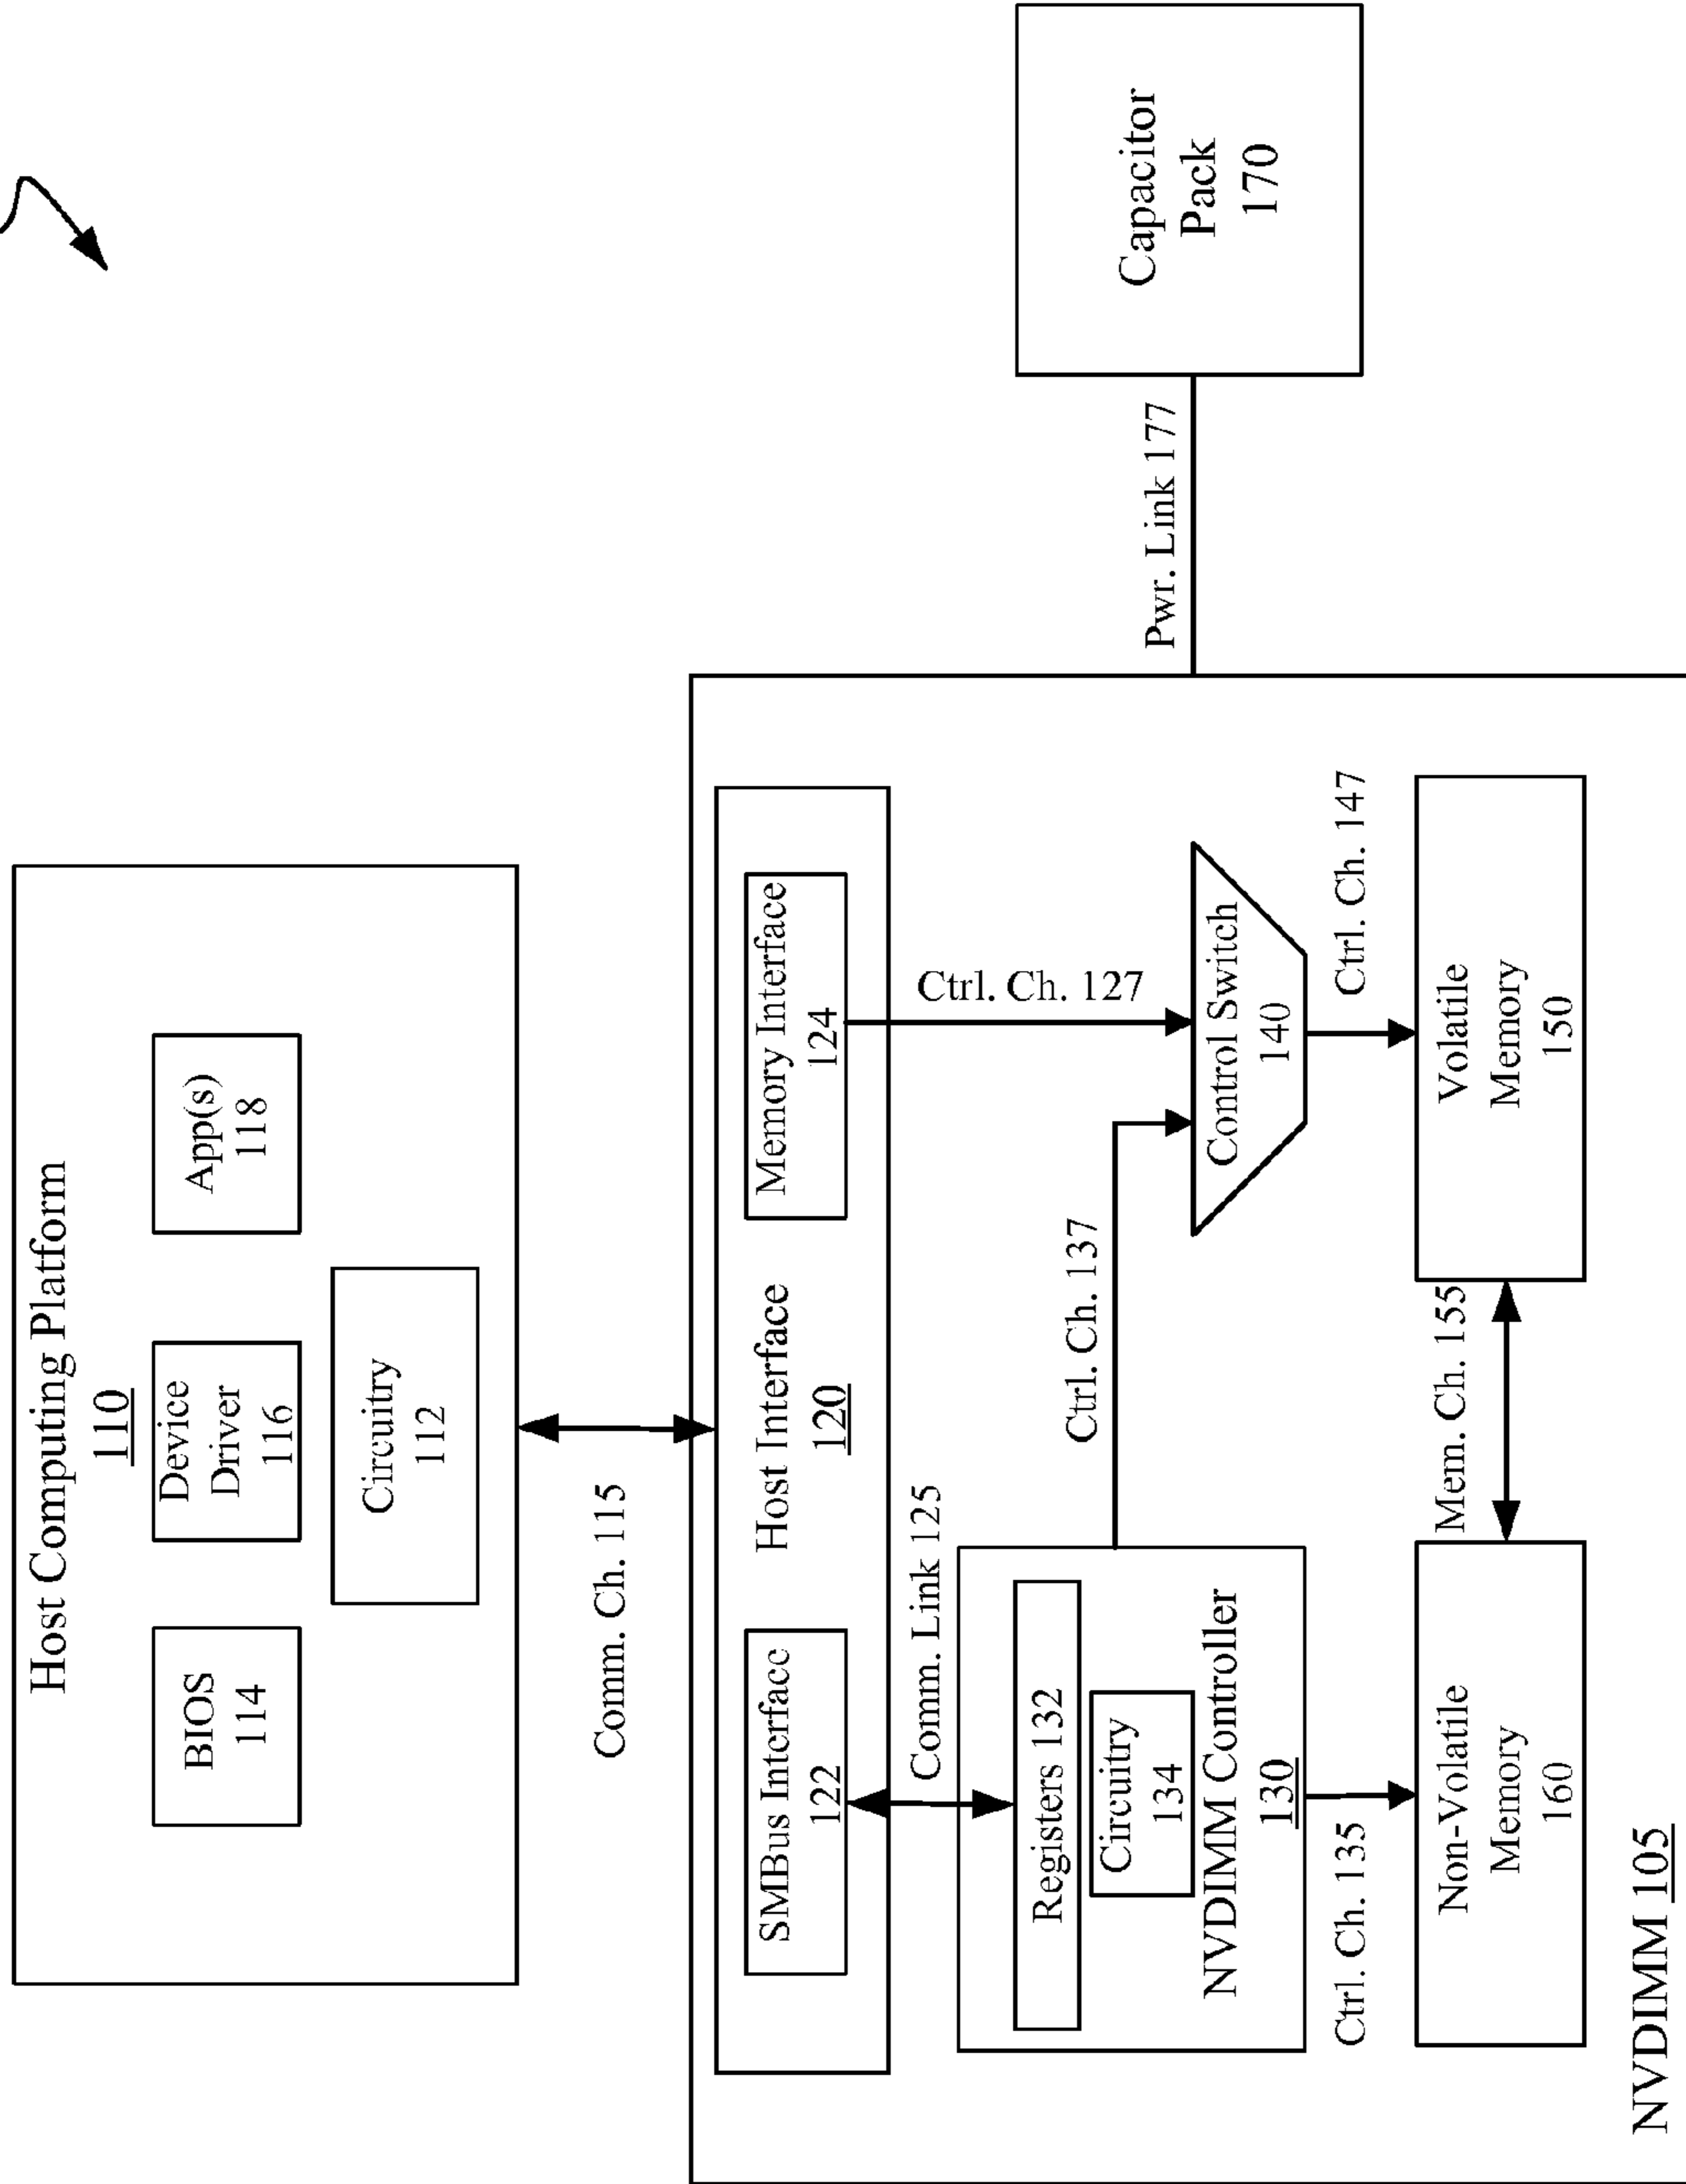 Host Computing Platform
110
BIOS
114
Device
Driver
116
App(s)
118
Circuitry
112
Comm. Ch. 115
SMBus Interface
122
Host Interface
120
Memory Interface
124
Comm. Link 125
Ctrl. Ch. 127
Registers 132
Circuitry
134
NVDIMM Controller
130
Ctrl. Ch. 137
Control Switch
140
Pwr. Link 177
Capacitor
Pack
170
Ctrl. Ch. 135
Ctrl. Ch. 147
Non-Volatile
Memory
160
Mem. Ch. 155
Volatile
Memory
150
NVDIMM 105